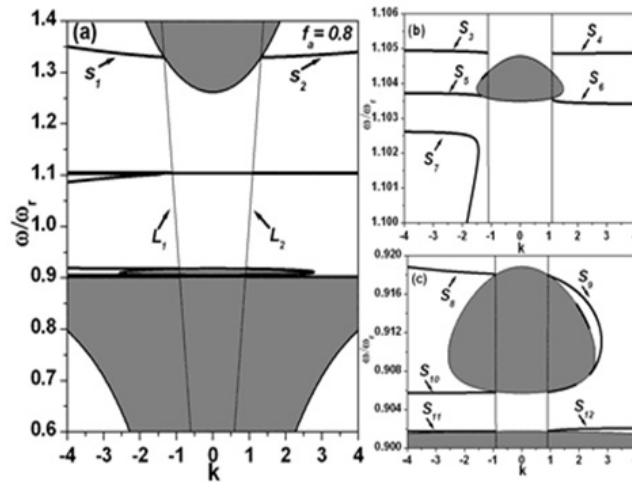 (a)
f_a = 0.8
S_1
S_2
L_1
L_2
ω/ω_r
1.4
1.3
1.2
1.1
1.0
0.9
0.8
0.7
0.6
-4 -3 -2 -1 0 1 2 3 4
k
(b)
S_3
S_4
S_5
S_6
S_7
ω/ω_r
1.106
1.105
1.104
1.103
1.102
1.101
1.100
-4 -3 -2 -1 0 1 2 3 4
k
(c)
S_8
S_9
S_10
S_11
S_12
ω/ω_r
0.920
0.916
0.912
0.908
0.904
0.900
-4 -3 -2 -1 0 1 2 3 4
k